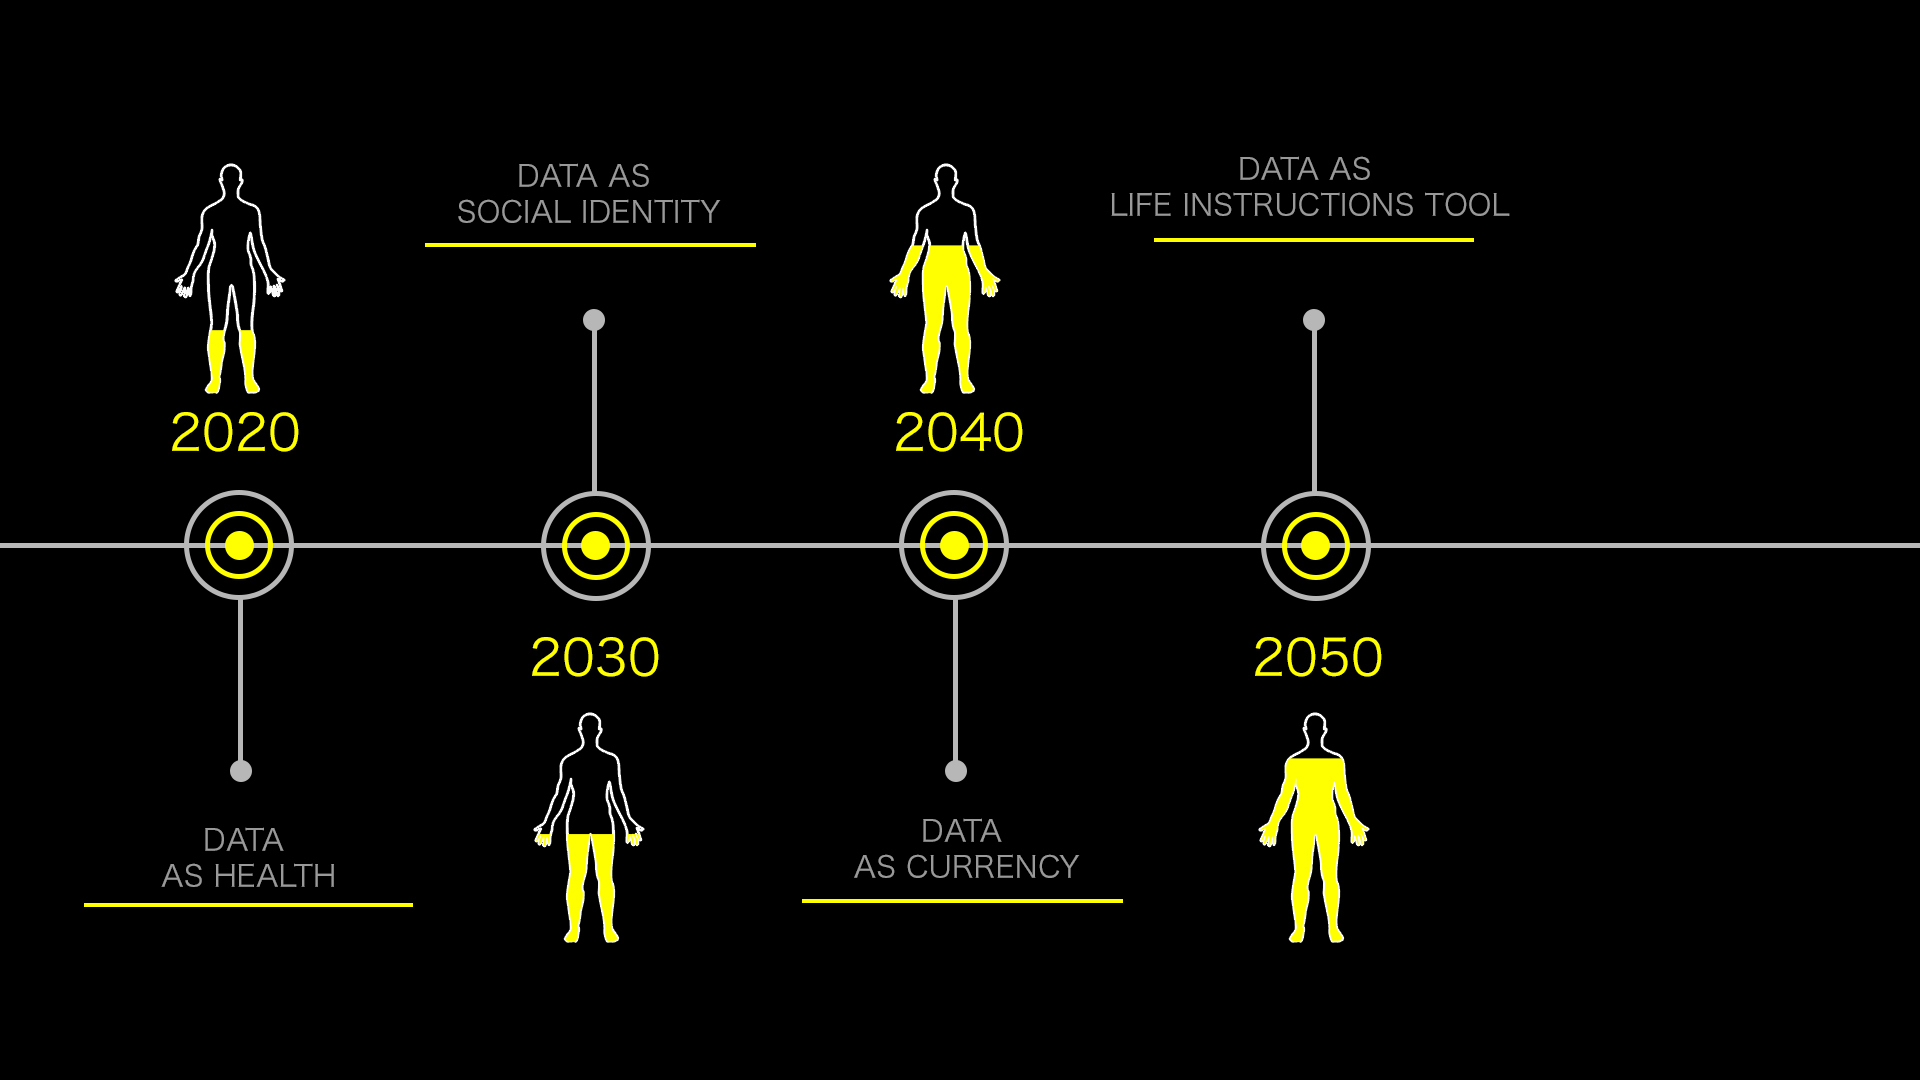 DATA AS
SOCIAL IDENTITY
DATA AS
LIFE INSTRUCTIONS TOOL
2020
2040
2030
2050
DATA
AS HEALTH
DATA
AS CURRENCY